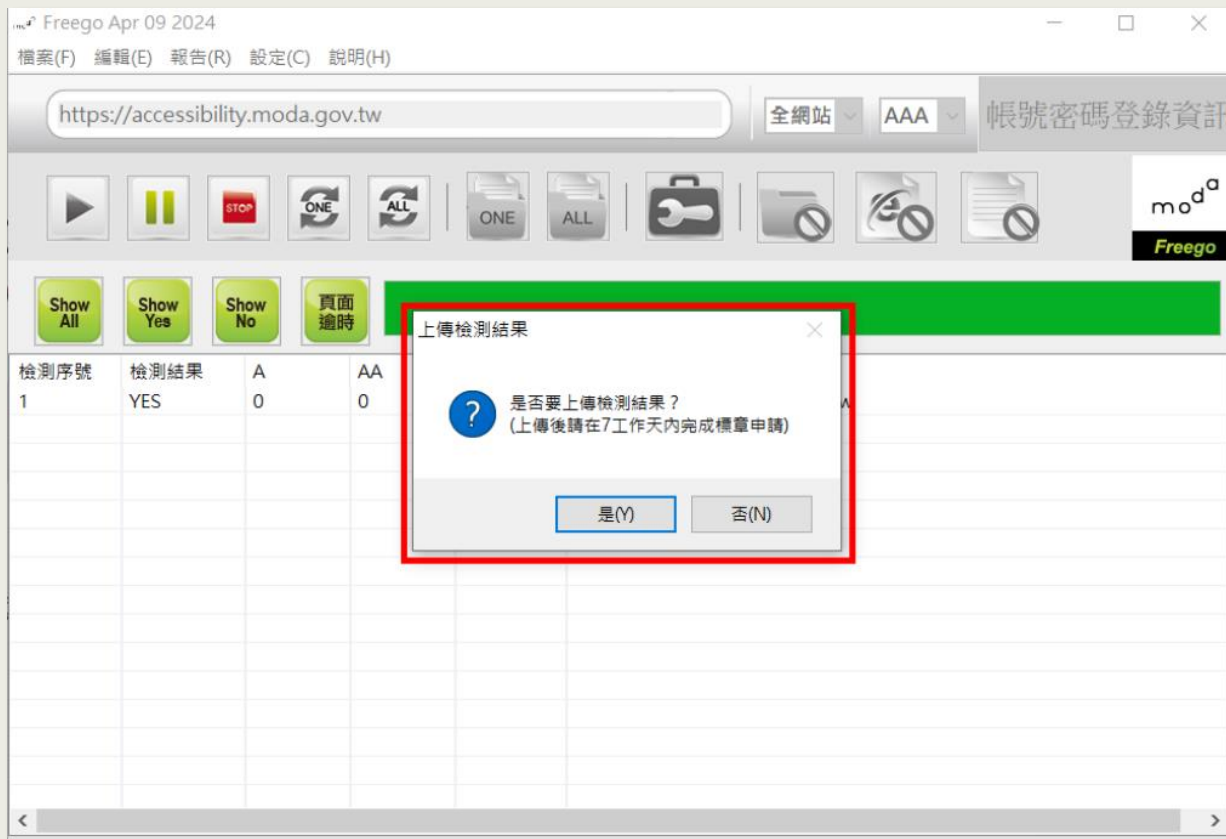 moda Freego Apr 09 2024
檔案(F) 編輯(E) 報告(R) 設定(C) 說明(H)
https://accessibility.moda.gov.tw 全網站 AAA 帳號密碼登錄資訊
STOP ONE ALL ONE ALL moda
Freego
Show All Show Yes Show No 頁面逾時
上傳檢測結果
檢測序號 檢測結果 A AA
1 YES 0 0
是否要上傳檢測結果？
(上傳後請在7工作天內完成標章申請)
是(Y) 否(N)